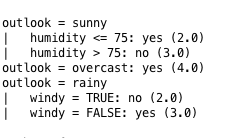 outlook = sunny
|   humidity <= 75: yes (2.0)
|   humidity > 75: no (3.0)
outlook = overcast: yes (4.0)
outlook = rainy
|   windy = TRUE: no (2.0)
|   windy = FALSE: yes (3.0)